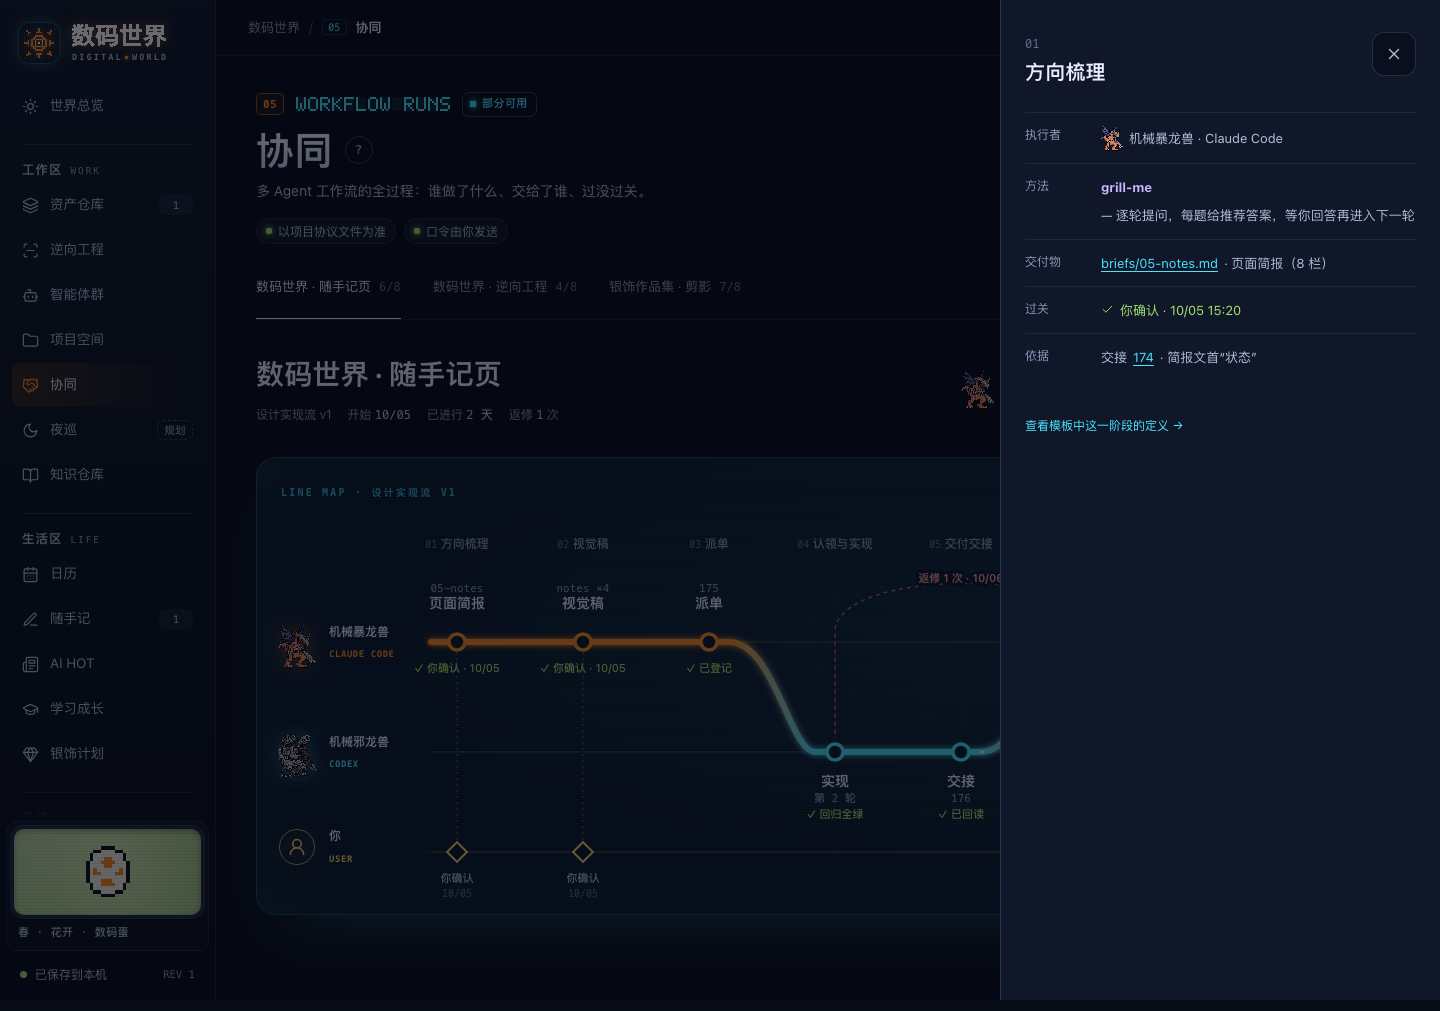 数码世界
DIGITAL WORLD
世界总览
工作区 WORK
资产仓库 1
逆向工程
智能体群
项目空间
协同
夜巡 规划
知识仓库
生活区 LIFE
日历
随手记 1
AI HOT
学习成长
银饰计划
春 · 花开 · 数码蛋
已保存到本机 REV 1
数码世界 / 05 协同
05 WORKFLOW RUNS 部分可用
协同 ?
多 Agent 工作流的全过程：谁做了什么、交给了谁、过没过关。
以项目协议文件为准 口令由你发送
数码世界 · 随手记页 6/8 数码世界 · 逆向工程 4/8 银饰作品集 · 剪影 7/8
数码世界 · 随手记页
设计实现流 v1 开始 10/05 已进行 2 天 返修 1 次
LINE MAP · 设计实现流 V1
01 方向梳理 02 视觉稿 03 派单 04 认领与实现 05 交付交接
返修 1 次 · 10/06
05-notes notes ×4 175
页面简报 视觉稿 派单
机械暴龙兽
CLAUDE CODE
✓ 你确认 · 10/05 ✓ 你确认 · 10/05 ✓ 已登记
机械邪龙兽
CODEX
实现 交接
第 2 轮 176
✓ 回归全绿 ✓ 已回读
你
USER
你确认 你确认
10/05 10/05
01
方向梳理
执行者 机械暴龙兽 · Claude Code
方法 grill-me
— 逐轮提问，每题给推荐答案，等你回答再进入下一轮
交付物 briefs/05-notes.md · 页面简报（8 栏）
过关 ✓ 你确认 · 10/05 15:20
依据 交接 174 · 简报文首“状态”
查看模板中这一阶段的定义 →